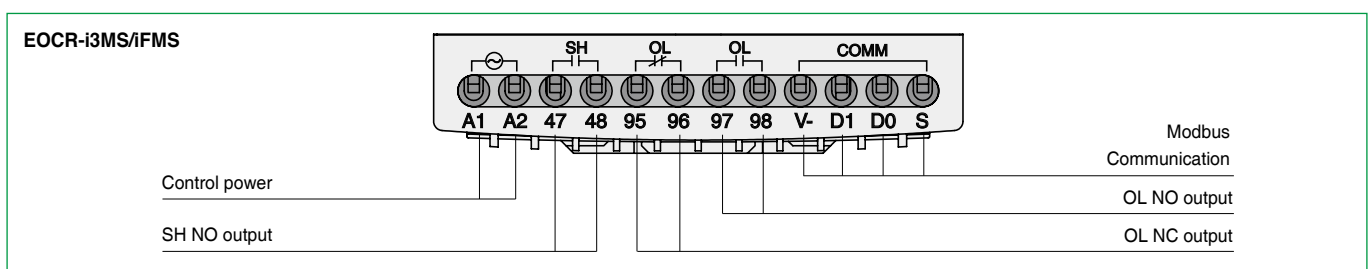 EOCR-i3MS/iFMS
SH OL OL COMM
A1 A2 47 48 95 96 97 98 V- D1 D0 S
Modbus
Communication
Control power
OL NO output
SH NO output
OL NC output